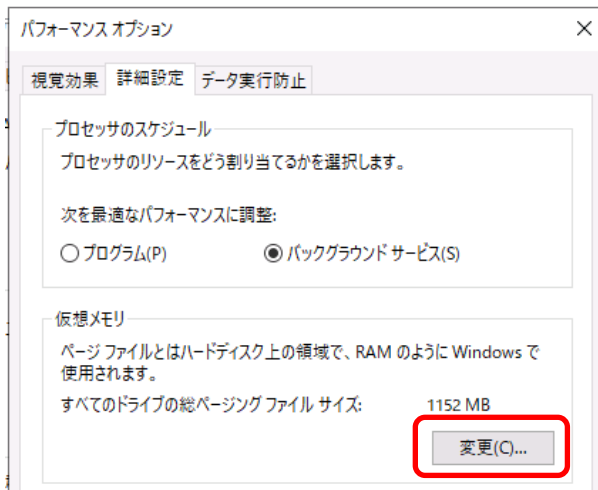 パフォーマンス オプション
視覚効果 詳細設定 データ実行防止
プロセッサのスケジュール
プロセッサのリソースをどう割り当てるかを選択します。
次を最適なパフォーマンスに調整:
プログラム(P) バックグラウンド サービス(S)
仮想メモリ
ページ ファイルとはハードディスク上の領域で、RAM のように Windows で
使用されます。
すべてのドライブの総ページング ファイル サイズ: 1152 MB
変更(C)...